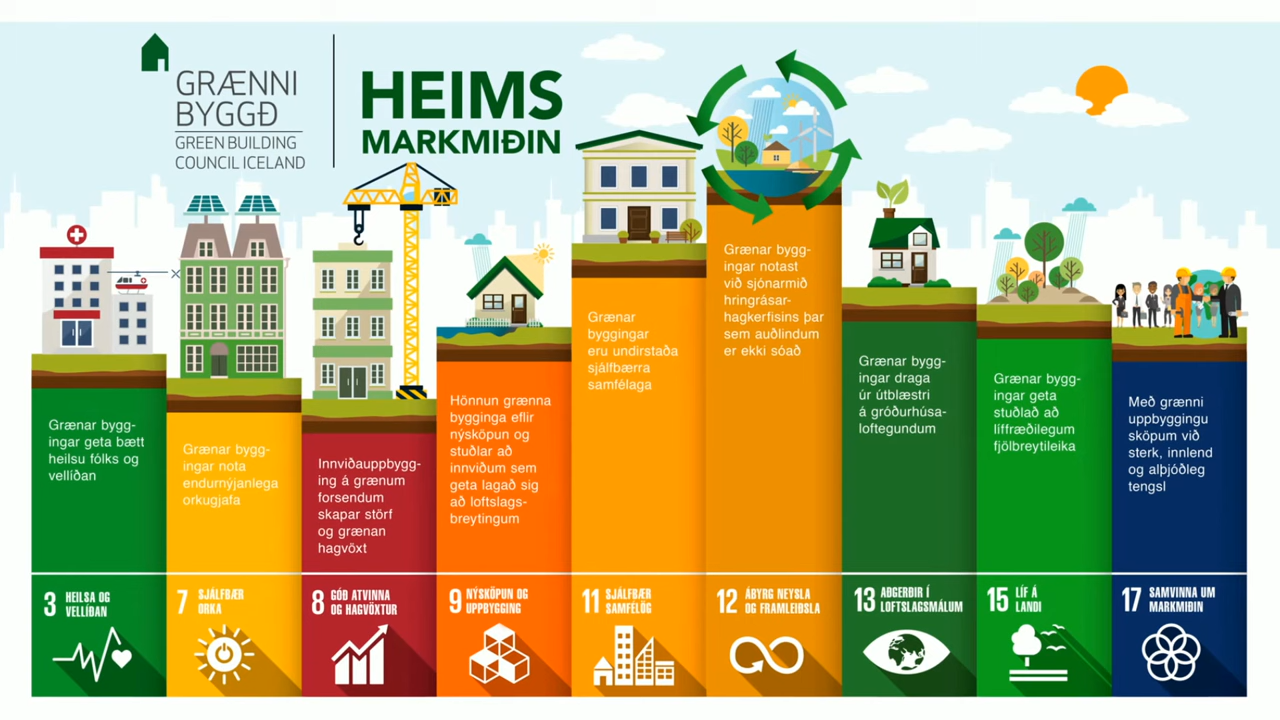 GRÆNNI
BYGGÐ
GREEN BUILDING
COUNCIL ICELAND
HEIMS
MARKMIÐIN
Grænar bygg-
ingar geta bætt
heilsu fólks og
vellíðan
Grænar bygg-
ingar nota
endurnýjanlega
orkugjafa
Innviðauppbygg-
ing á grænum
forsendum
skapar störf
og grænan
hagvöxt
Hönnun grænna
bygginga eflir
nýsköpun og
stuðlar að
innviðum sem
geta lagað sig
að loftslags-
breytingum
Grænar
byggingar
eru undirstaða
sjálfbærra
samfélaga
Grænar bygg-
ingar notast
við sjónarmið
hringrásar-
hagkerfisins þar
sem auðlindum
er ekki sóað
Grænar bygg-
ingar draga
úr útblæstri
á gróðurhúsa-
loftegundum
Grænar bygg-
ingar geta
stuðlað að
líffræðilegum
fjölbreytileika
Með grænni
uppbyggingu
sköpum við
sterk, innlend
og alþjóðleg
tengsl
3 HEILSA OG
VELLÍÐAN
7 SJÁLFBÆR
ORKA
8 GÓÐ ATVINNA
OG HAGVÖXTUR
9 NÝSKÖPUN OG
UPPBYGGING
11 SJÁLFBÆR
SAMFÉLÖG
12 ÁBYRG NEYSLA
OG FRAMLEIÐSLA
13 AÐGERÐIR Í
LOFTSLAGSMÁLUM
15 LÍF Á
LANDI
17 SAMVINNA UM
MARKMIÐIN